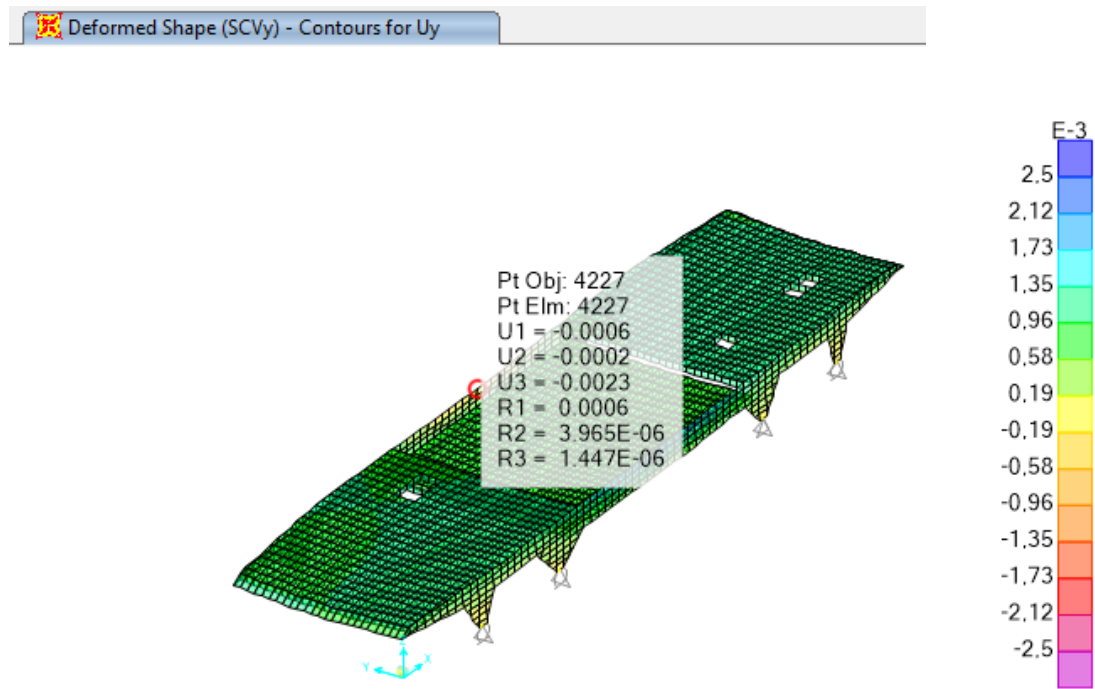 Deformed Shape (SCVy) - Contours for Uy
E-3
2,5
2,12
1,73
1,35
0,96
0,58
0,19
-0,19
-0,58
-0,96
-1,35
-1,73
-2,12
-2,5
Pt Obj: 4227
Pt Elm: 4227
U1 = -0.0006
U2 = -0.0002
U3 = -0.0023
R1 = 0.0006
R2 = 3.965E-06
R3 = 1.447E-06
Z
Y
X